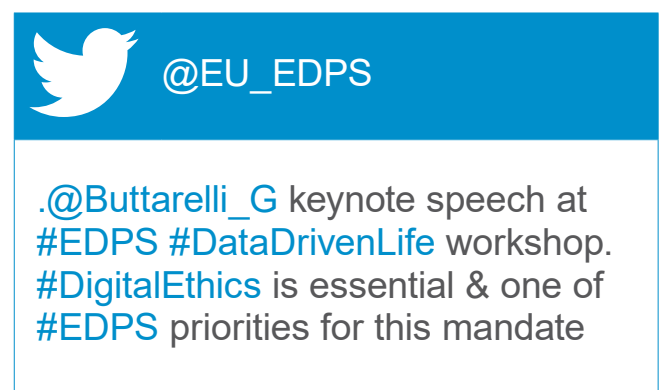 @EU_EDPS
.@Buttarelli_G keynote speech at
#EDPS #DataDrivenLife workshop.
#DigitalEthics is essential & one of
#EDPS priorities for this mandate